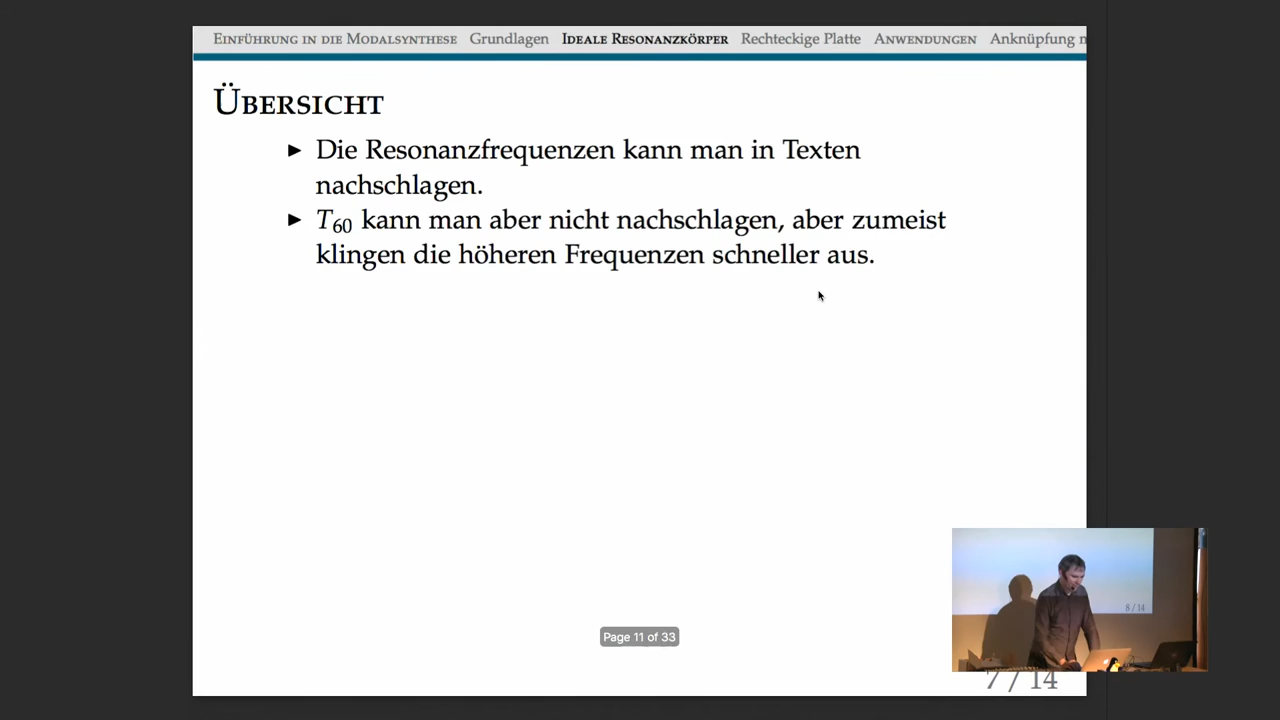 EINFÜHRUNG IN DIE MODALSYNTHESE Grundlagen IDEALE RESONANZKÖRPER Rechteckige Platte ANWENDUNGEN Anknüpfung
ÜBERSICHT
► Die Resonanzfrequenzen kann man in Texten
nachschlagen.
► T60 kann man aber nicht nachschlagen, aber zumeist
klingen die höheren Frequenzen schneller aus.
8 / 14
Page 11 of 33
7 / 14